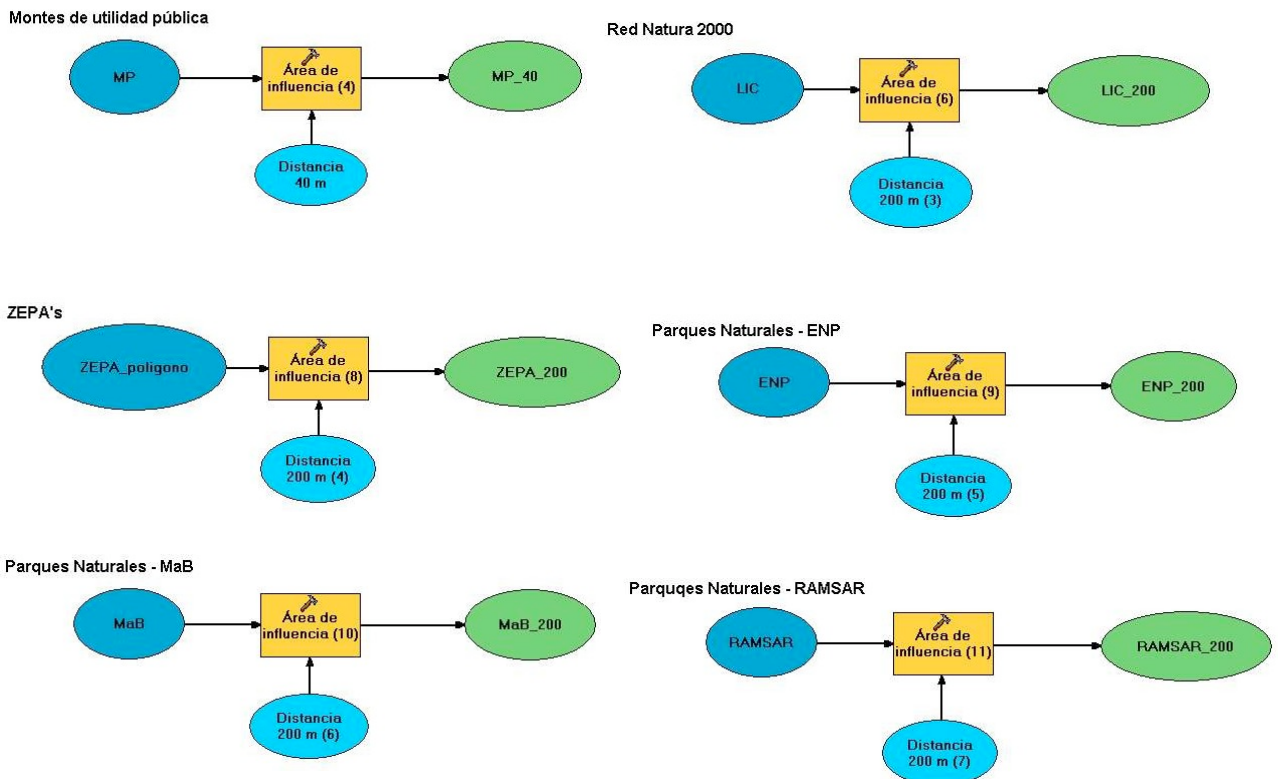 Montes de utilidad pública
MP
Área de
influencia (4)
MP_40
Distancia
40 m
Red Natura 2000
LIC
Área de
influencia (6)
LIC_200
Distancia
200 m (3)
ZEPA's
ZEPA_poligono
Área de
influencia (8)
ZEPA_200
Distancia
200 m (4)
Parques Naturales - ENP
ENP
Área de
influencia (9)
ENP_200
Distancia
200 m (5)
Parques Naturales - MaB
MaB
Área de
influencia (10)
MaB_200
Distancia
200 m (6)
Parquqes Naturales - RAMSAR
RAMSAR
Área de
influencia (11)
RAMSAR_200
Distancia
200 m (7)